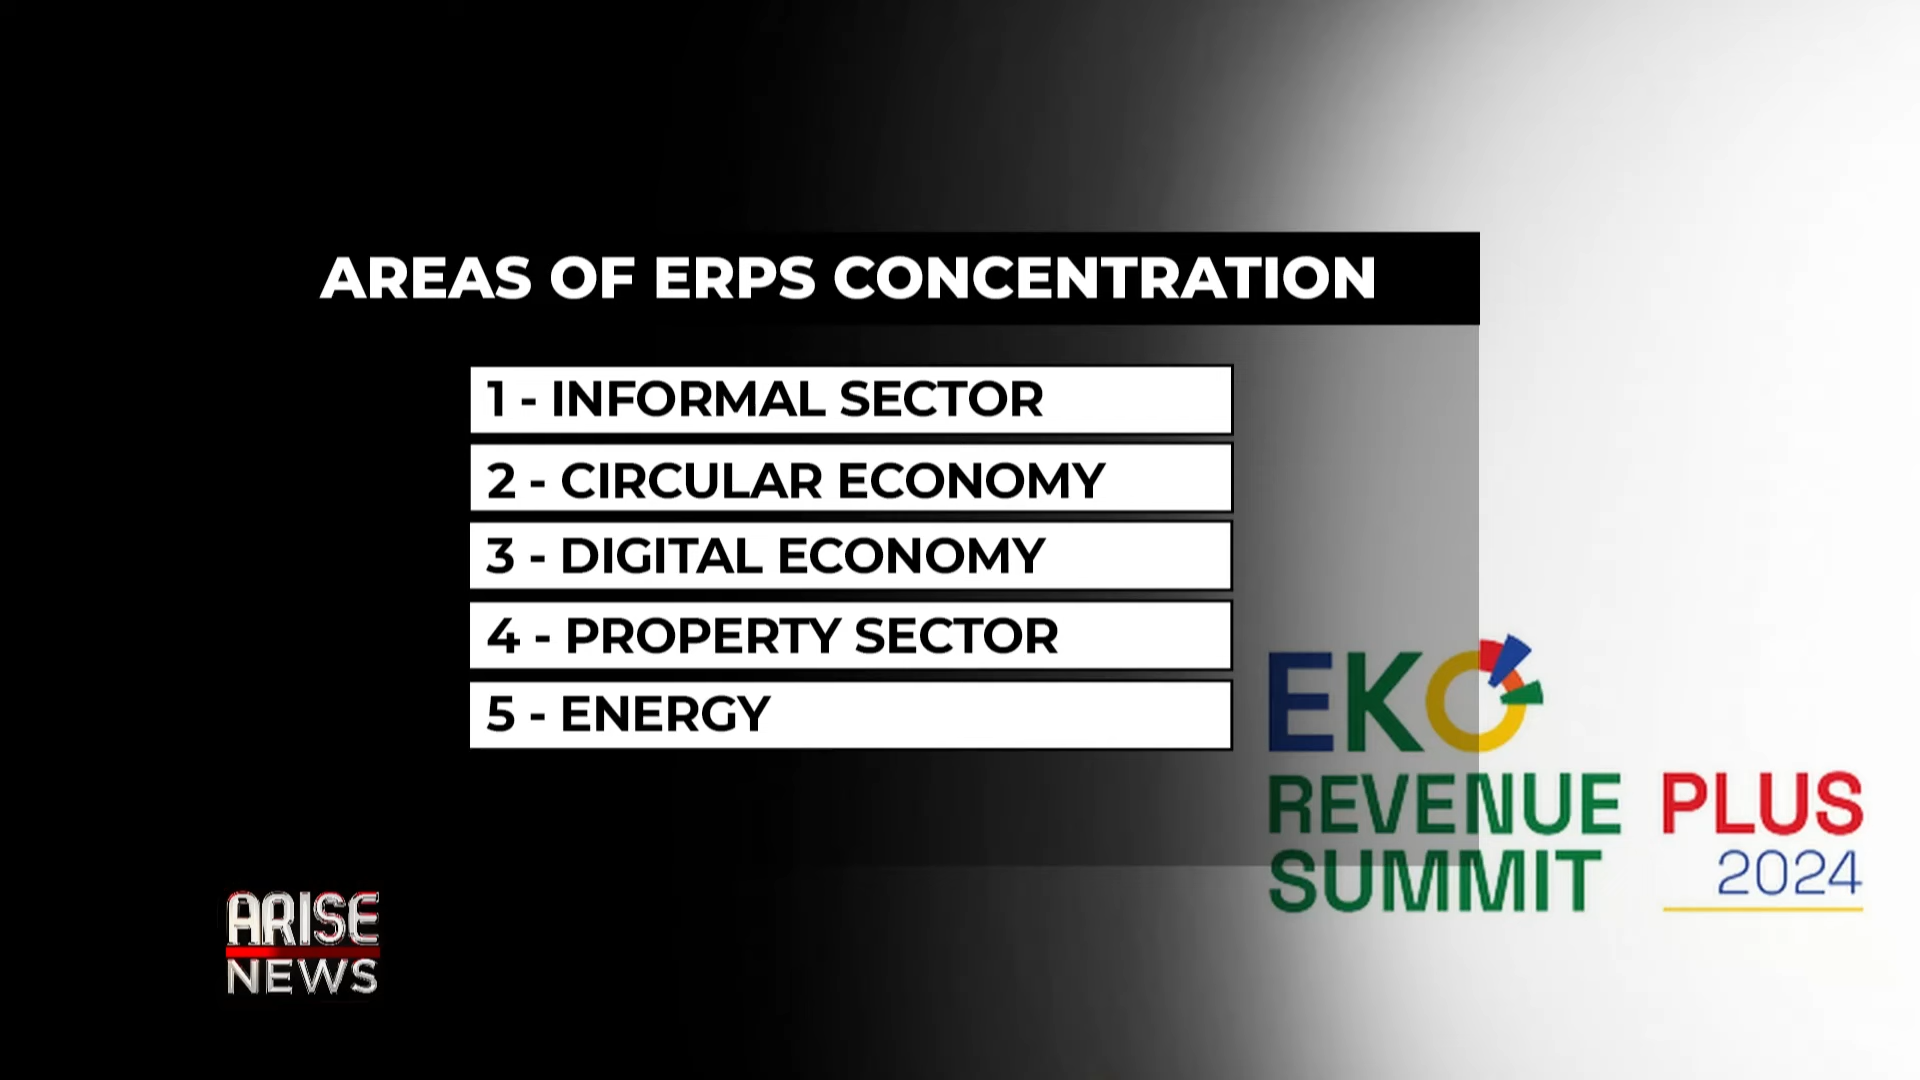 AREAS OF ERPS CONCENTRATION
1 - INFORMAL SECTOR
2 - CIRCULAR ECONOMY
3 - DIGITAL ECONOMY
4 - PROPERTY SECTOR
5 - ENERGY
EKO
REVENUE PLUS
SUMMIT 2024
ARISE
NEWS